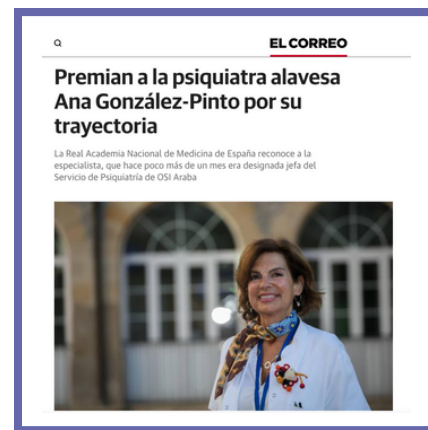 EL CORREO
Premian a la psiquiatra alavesa
Ana González-Pinto por su
trayectoria
La Real Academia Nacional de Medicina de España reconoce a la
especialista, que hace poco más de un mes era designada jefa del
Servicio de Psiquiatría de OSI Araba